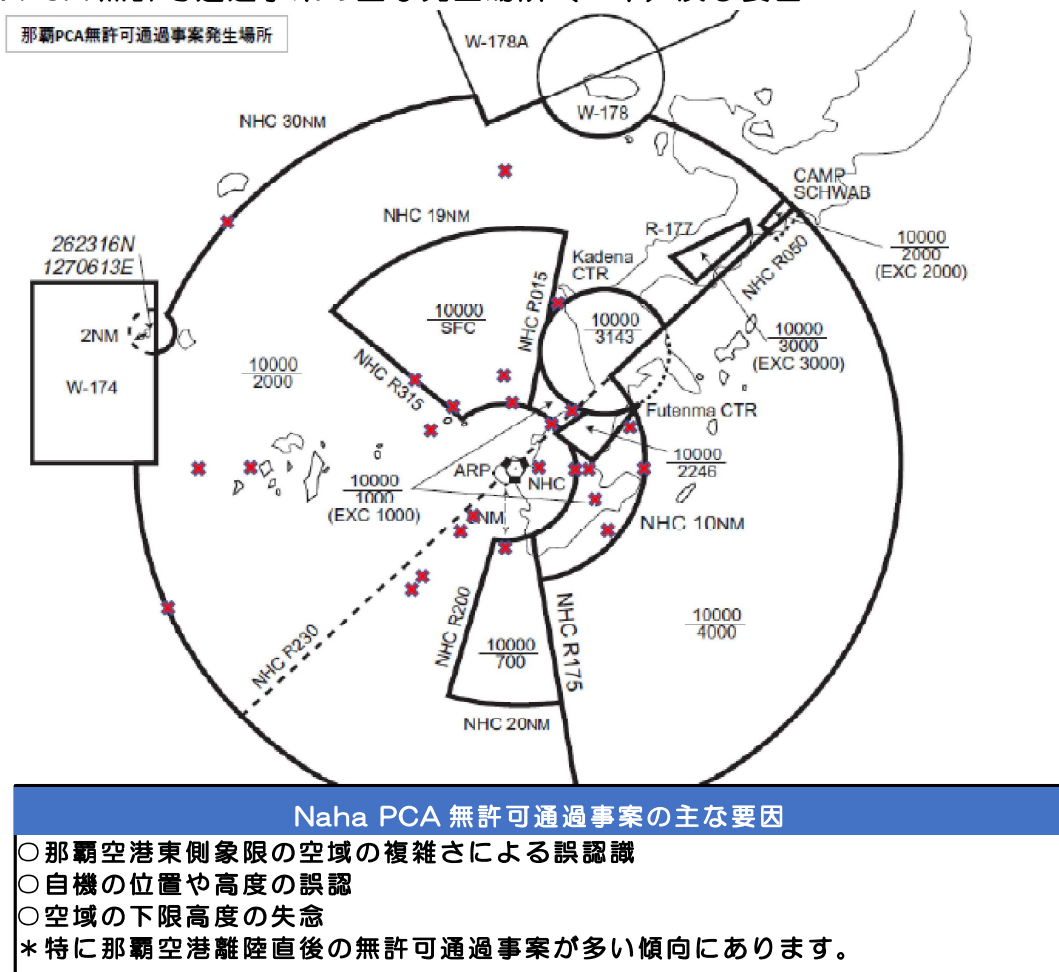 那覇PCA無許可通過事案発生場所
W-178A
W-178
NHC 30NM
CAMP
SCHWAB
NHC 19NM
R-177
262316N
1270613E
Kadena
CTR
10000
2000
(EXC 2000)
NHC R050
NHC R015
10000
SFC
10000
3143
2NM
10000
3000
(EXC 3000)
W-174
10000
2000
NHC R315
Futenma CTR
10000
2246
ARP
NHC
10000
1000
(EXC 1000)
NM
NHC 10NM
NHC R200
NHC R175
10000
4000
NHC R230
10000
700
NHC 20NM
Naha PCA 無許可通過事案の主な要因
○那覇空港東側象限の空域の複雑さによる誤認識
○自機の位置や高度の誤認
○空域の下限高度の失念
＊特に那覇空港離陸直後の無許可通過事案が多い傾向にあります。